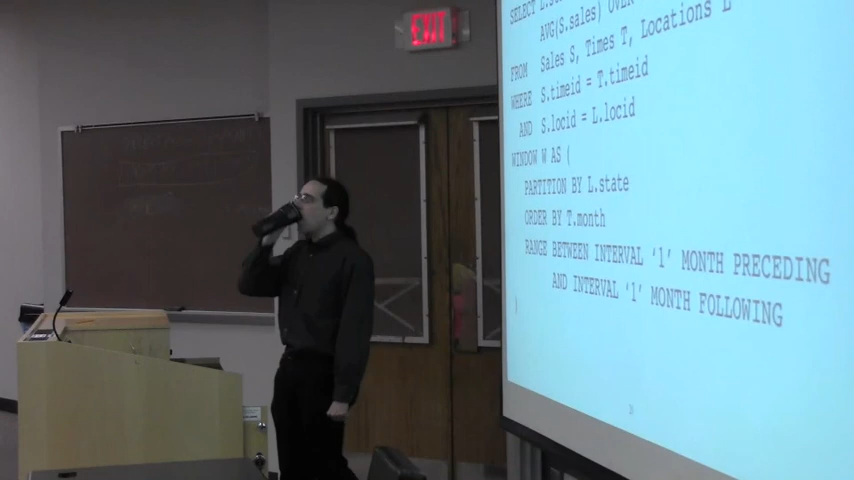 EXIT
SELECT
AVG(S.sales) OVER
FROM Sales S, Times T, Locations L
WHERE S.timeid = T.timeid
AND S.locid = L.locid
WINDOW W AS (
PARTITION BY L.state
ORDER BY T.month
RANGE BETWEEN INTERVAL ‘1’ MONTH PRECEDING
AND INTERVAL ‘1’ MONTH FOLLOWING
)